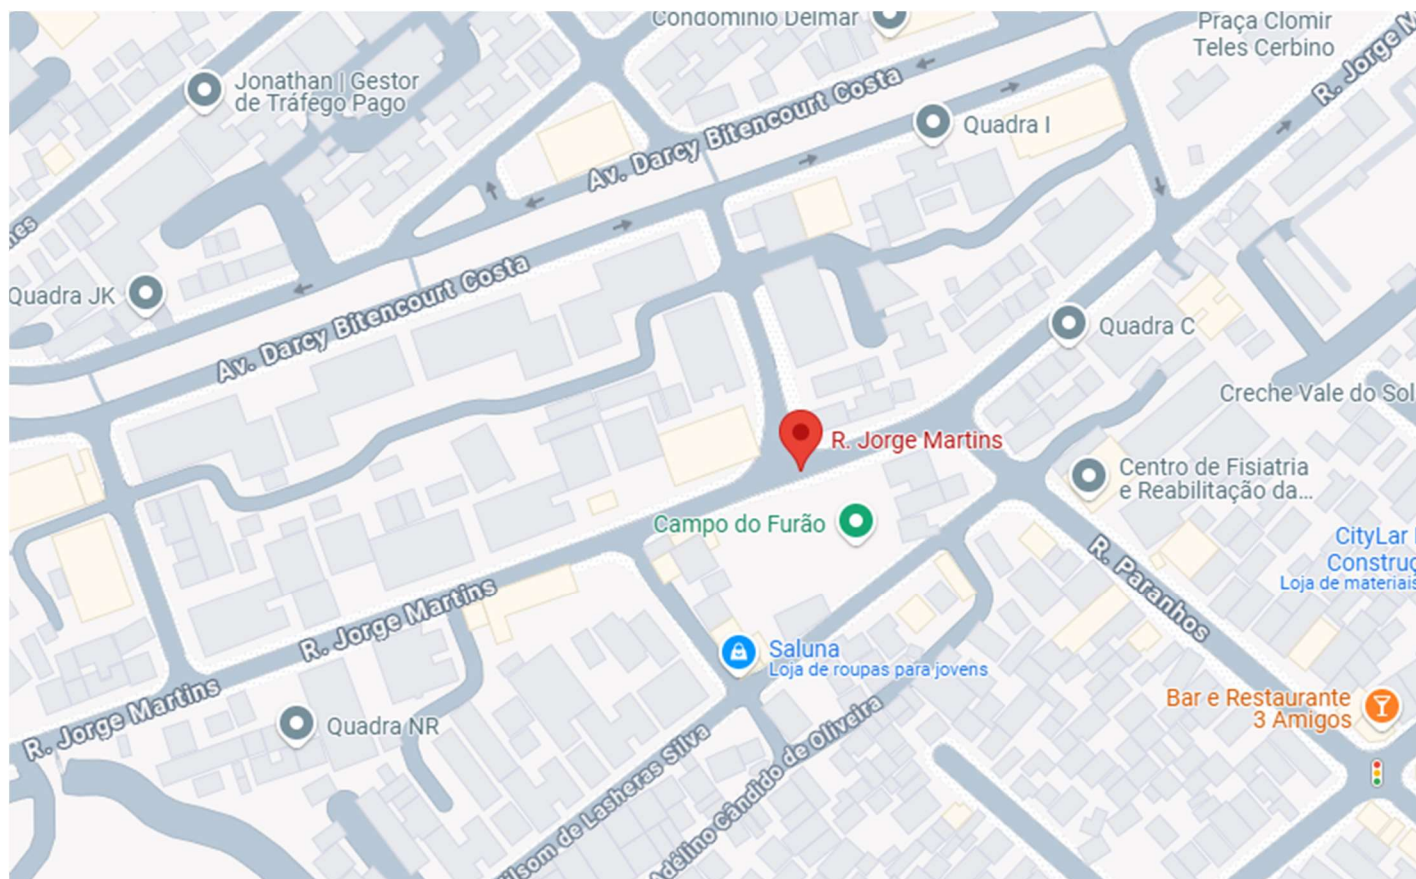 Condomínio Delmar
Praça Clomir
Teles Cerbino
R. Jorge M
Jonathan | Gestor
de Tráfego Pago
Av. Darcy Bitencourt Costa
Quadra I
Quadra JK
Av. Darcy Bitencourt Costa
Quadra C
Creche Vale do Sol
R. Jorge Martins
Centro de Fisiatria
e Reabilitação da...
Campo do Furão
CityLar
Construç
Loja de materiais
R. Paranhos
R. Jorge Martins
Saluna
Loja de roupas para jovens
R. Jorge Martins
Quadra NR
Bar e Restaurante
3 Amigos
ilsom de Lasheras Silva
Adelino Cândido de Oliveira